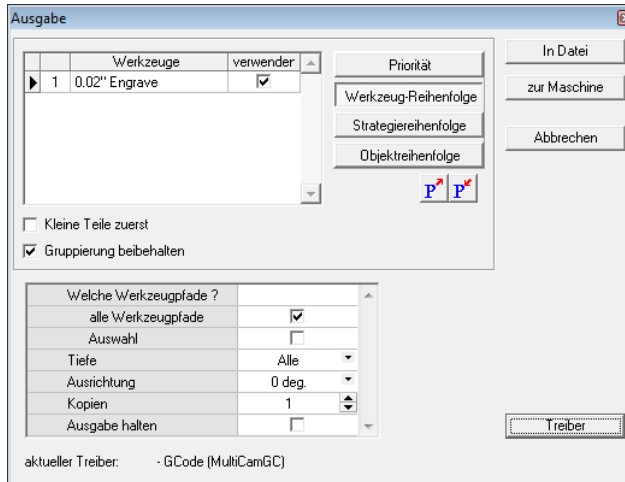 Ausgabe
Werkzeuge verwender
1 0.02" Engrave
Priorität
Werkzeug-Reihenfolge
Strategiereihenfolge
Objektreihenfolge
P P
Kleine Teile zuerst
Gruppierung beibehalten
In Datei
zur Maschine
Abbrechen
Welche Werkzeugpfade ?
alle Werkzeugpfade
Auswahl
Tiefe Alle
Ausrichtung 0 deg.
Kopien 1
Ausgabe halten
Treiber
aktueller Treiber: - GCode (MultiCamGC)